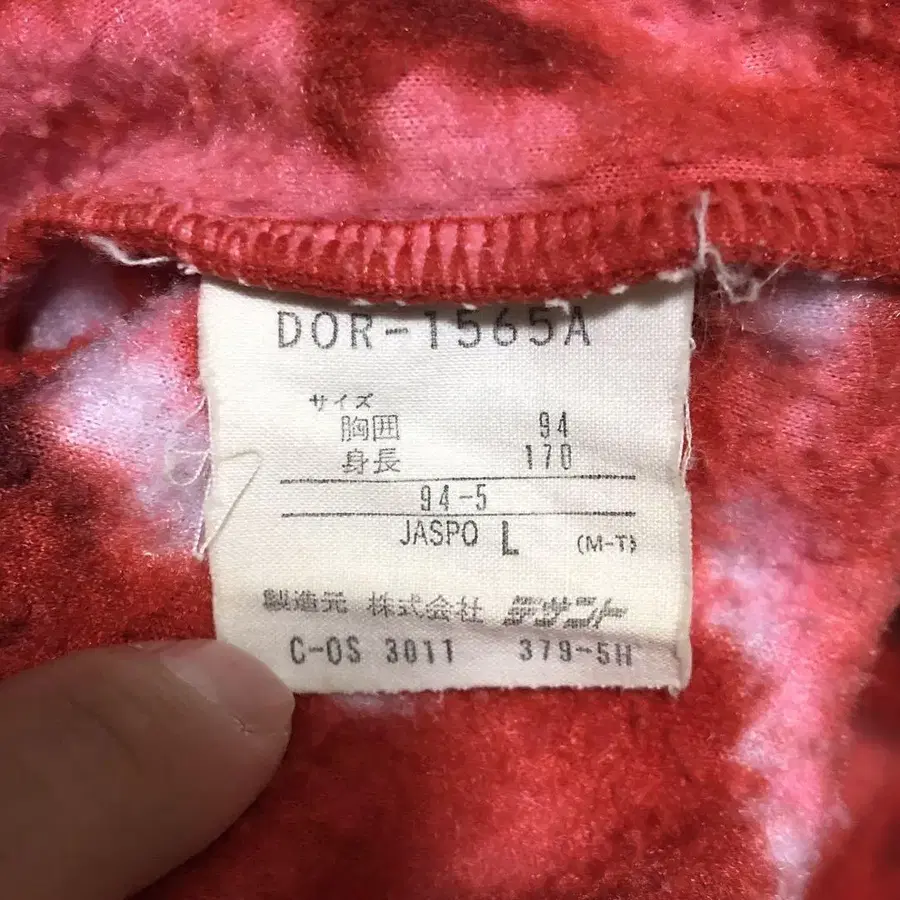 DOR-1565A
サイズ
胸囲 94
身長 170
94-5
JASPO L (M-T)
製造元 株式会社 デサント
C-OS 3011 379-5H